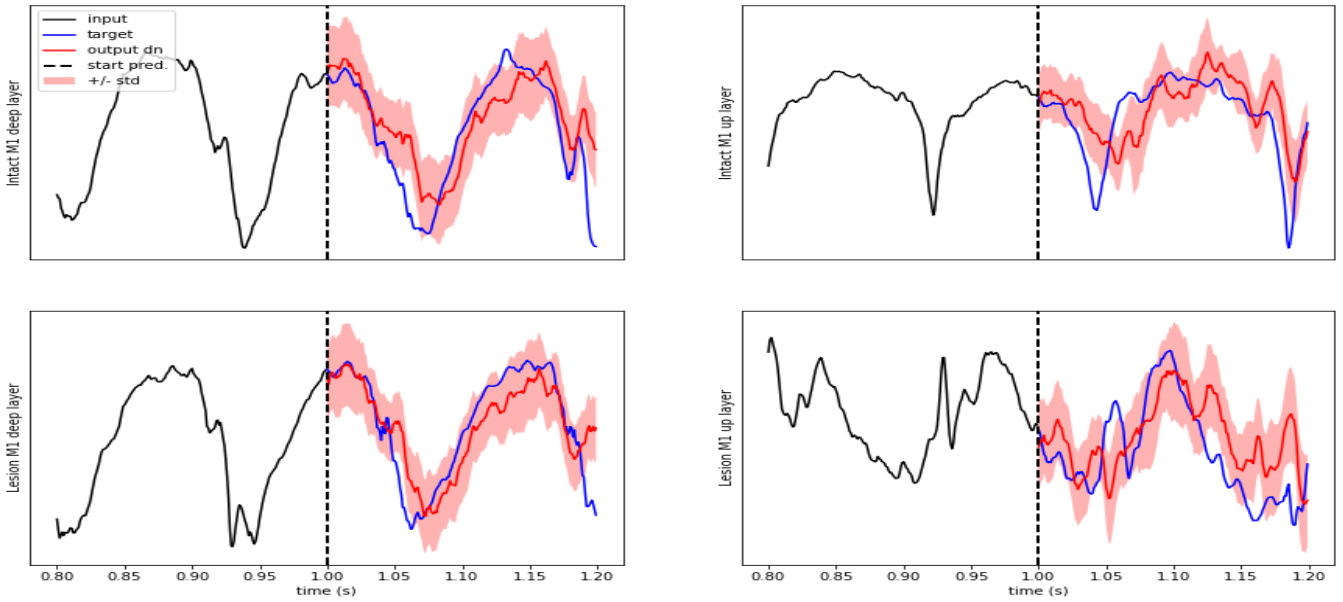 input
target
output dn
start pred.
+/- std
Intact M1 deep layer
Intact M1 up layer
Lesion M1 deep layer
0.80 0.85 0.90 0.95 1.00 1.05 1.10 1.15 1.20
time (s)
Lesion M1 up layer
0.80 0.85 0.90 0.95 1.00 1.05 1.10 1.15 1.20
time (s)